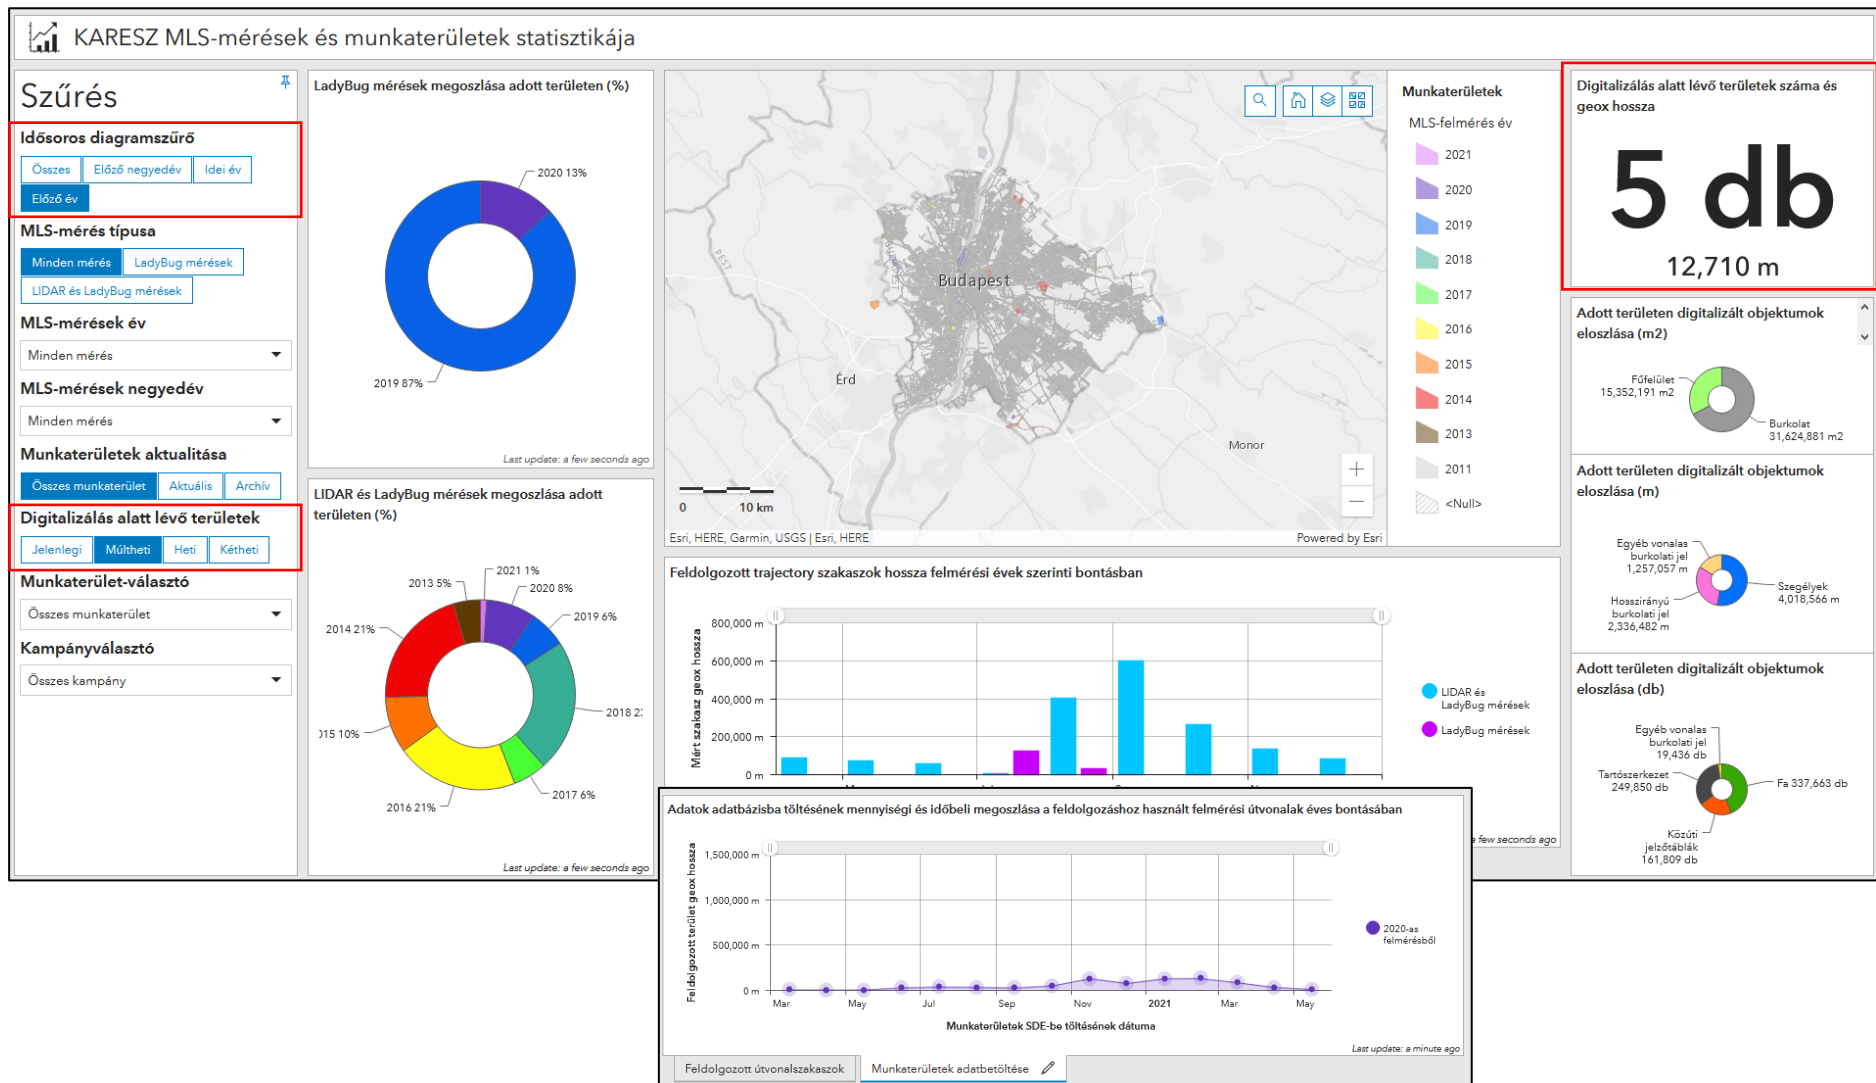 KARESZ MLS-mérések és munkaterületek statisztikája
Szűrés
Idősoros diagramszűrő
Összes
Előző negyedév
Idei év
Előző év
MLS-mérés típusa
Minden mérés
LadyBug mérések
LIDAR és LadyBug mérések
MLS-mérések év
Minden mérés
MLS-mérések negyedév
Minden mérés
Munkaterületek aktualitása
Összes munkaterület
Aktuális
Archív
Digitalizálás alatt lévő területek
Jelenlegi
Múltheti
Heti
Kétheti
Munkaterület-választó
Összes munkaterület
Kampányválasztó
Összes kampány
LadyBug mérések megoszlása adott területen (%)
2020 13%
2019 87%
Last update: a few seconds ago
LIDAR és LadyBug mérések megoszlása adott
területen (%)
2013 5%
2021 1%
2020 8%
2019 6%
2014 21%
2018 2
015 10%
2017 6%
2016 21%
Last update: a few seconds ago
PEST
BUDAPEST
Budapest
Érd
Monor
0
10 km
Esri, HERE, Garmin, USGS | Esri, HERE
Powered by Esri
Munkaterületek
MLS-felmérés év
2021
2020
2019
2018
2017
2016
2015
2014
2013
2011
<Null>
Feldolgozott trajectory szakaszok hossza felmérési évek szerinti bontásban
Mért szakasz geox hossza
800,000 m
600,000 m
400,000 m
200,000 m
0 m
LIDAR és
LadyBug mérések
LadyBug mérések
a few seconds ago
Adatok adatbázisba töltésének mennyiségi és időbeli megoszlása a feldolgozáshoz használt felmérési útvonalak éves bontásában
Feldolgozott terület geox hossza
1,500,000 m
1,000,000 m
500,000 m
0 m
Mar
May
Jul
Sep
Nov
2021
Mar
May
Munkaterületek SDE-be töltésének dátuma
2020-as
felmérésből
Last update: a minute ago
Feldolgozott útvonalszakaszok
Munkaterületek adatbetöltése
Digitalizálás alatt lévő területek száma és
geox hossza
5 db
12,710 m
Adott területen digitalizált objektumok
eloszlása (m2)
Fűfelület
15,352,191 m2
Burkolat
31,624,881 m2
Adott területen digitalizált objektumok
eloszlása (m)
Egyéb vonalas
burkolati jel
1,257,057 m
Szegélyek
4,018,566 m
Hosszirányú
burkolati jel
2,336,482 m
Adott területen digitalizált objektumok
eloszlása (db)
Egyéb vonalas
burkolati jel
19,436 db
Tartószerkezet
249,850 db
Fa 337,663 db
Közúti
jelzőtáblák
161,809 db